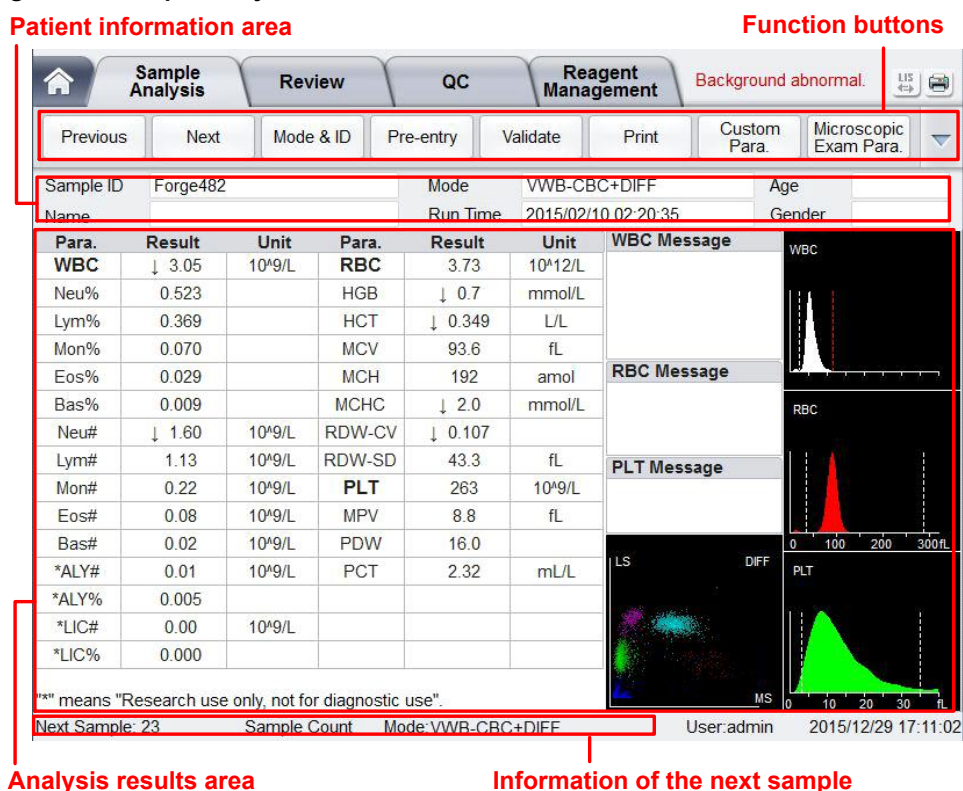 Patient information area
Function buttons
Sample Analysis
Review
QC
Reagent Management
Background abnormal.
LIS
Previous
Next
Mode & ID
Pre-entry
Validate
Print
Custom Para.
Microscopic Exam Para.
Sample ID Forge482 Mode VWB-CBC+DIFF Age
Name Run Time 2015/02/10 02:20:35 Gender
Para. Result Unit Para. Result Unit
WBC ↓ 3.05 10^9/L RBC 3.73 10^12/L
Neu% 0.523 HGB ↓ 0.7 mmol/L
Lym% 0.369 HCT ↓ 0.349 L/L
Mon% 0.070 MCV 93.6 fL
Eos% 0.029 MCH 192 amol
Bas% 0.009 MCHC ↓ 2.0 mmol/L
Neu# ↓ 1.60 10^9/L RDW-CV ↓ 0.107
Lym# 1.13 10^9/L RDW-SD 43.3 fL
Mon# 0.22 10^9/L PLT 263 10^9/L
Eos# 0.08 10^9/L MPV 8.8 fL
Bas# 0.02 10^9/L PDW 16.0
*ALY# 0.01 10^9/L PCT 2.32 mL/L
*ALY% 0.005
*LIC# 0.00 10^9/L
*LIC% 0.000
"*" means "Research use only, not for diagnostic use".
WBC Message
RBC Message
PLT Message
LS DIFF
MS
WBC
RBC
0 100 200 300fL
PLT
0 10 20 30 fL
Next Sample: 23 Sample Count Mode:VWB-CBC+DIFF User:admin 2015/12/29 17:11:02
Analysis results area
Information of the next sample